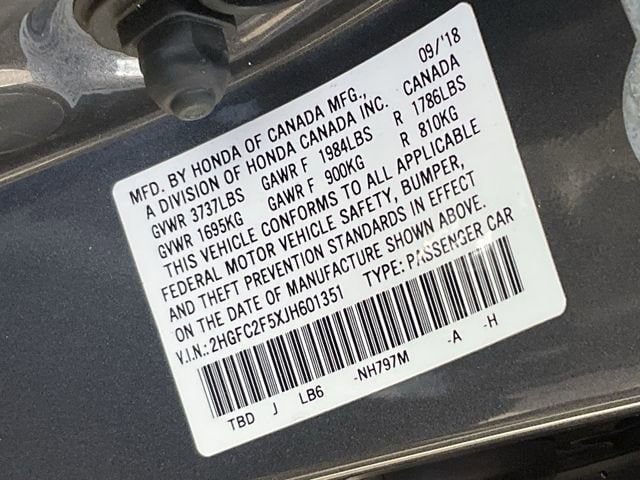 MFD. BY HONDA OF CANADA MFG., 09/'18
A DIVISION OF HONDA CANADA INC. CANADA
GVWR 3737LBS GAWR F 1984LBS R 1786LBS
GVWR 1695KG GAWR F 900KG R 810KG
THIS VEHICLE CONFORMS TO ALL APPLICABLE
FEDERAL MOTOR VEHICLE SAFETY, BUMPER,
AND THEFT PREVENTION STANDARDS IN EFFECT
ON THE DATE OF MANUFACTURE SHOWN ABOVE.
V.I.N.:2HGFC2F5XJH601351 TYPE: PASSENGER CAR
TBD J LB6 -NH797M -A -H